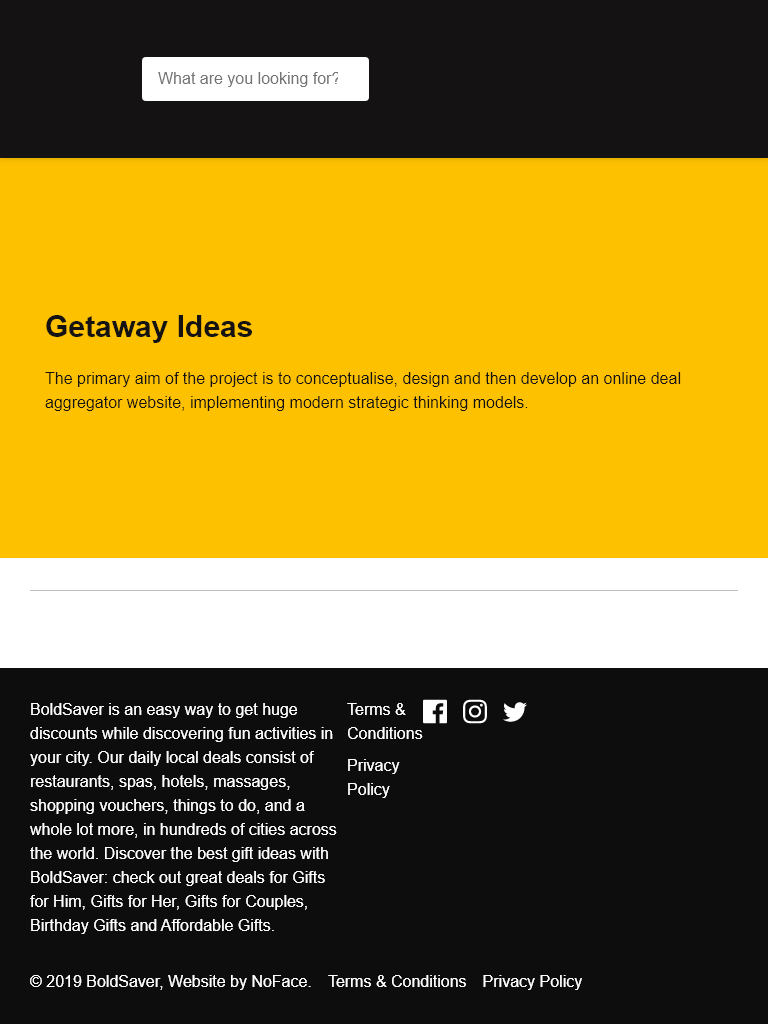 What are you looking for?
Getaway Ideas
The primary aim of the project is to conceptualise, design and then develop an online deal
aggregator website, implementing modern strategic thinking models.
BoldSaver is an easy way to get huge
discounts while discovering fun activities in
your city. Our daily local deals consist of
restaurants, spas, hotels, massages,
shopping vouchers, things to do, and a
whole lot more, in hundreds of cities across
the world. Discover the best gift ideas with
BoldSaver: check out great deals for Gifts
for Him, Gifts for Her, Gifts for Couples,
Birthday Gifts and Affordable Gifts.
Terms &
Conditions
Privacy
Policy
© 2019 BoldSaver, Website by NoFace. Terms & Conditions Privacy Policy